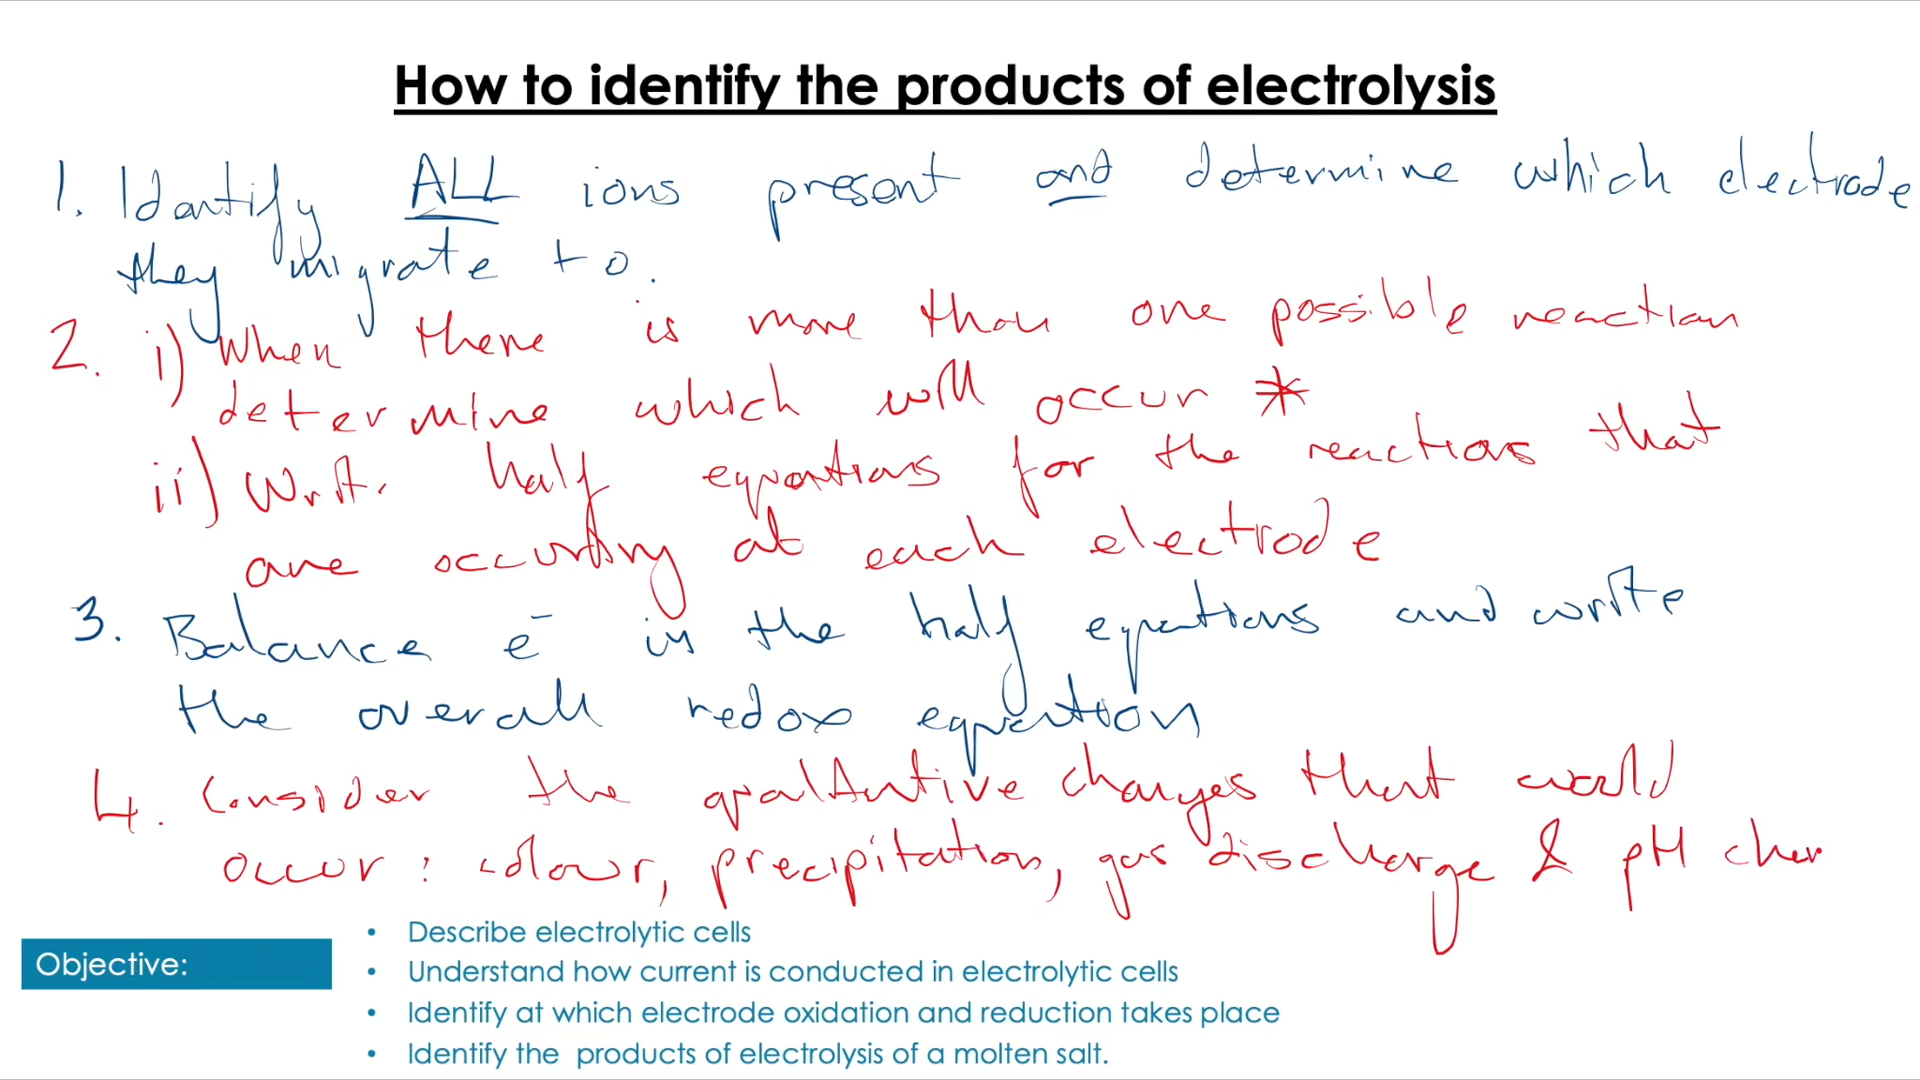 How to identify the products of electrolysis
1. Identify ALL ions present and determine which electrode
they migrate to.
2. i) When there is more than one possible reaction
determine which will occur *
ii) Write half equations for the reactions that
are occurring at each electrode
3. Balance e⁻ in the half equations and write
the overall redox equation
4. Consider the qualitative changes that would
occur : colour, precipitation, gas discharge & pH
Objective:
• Describe electrolytic cells
• Understand how current is conducted in electrolytic cells
• Identify at which electrode oxidation and reduction takes place
• Identify the products of electrolysis of a molten salt.